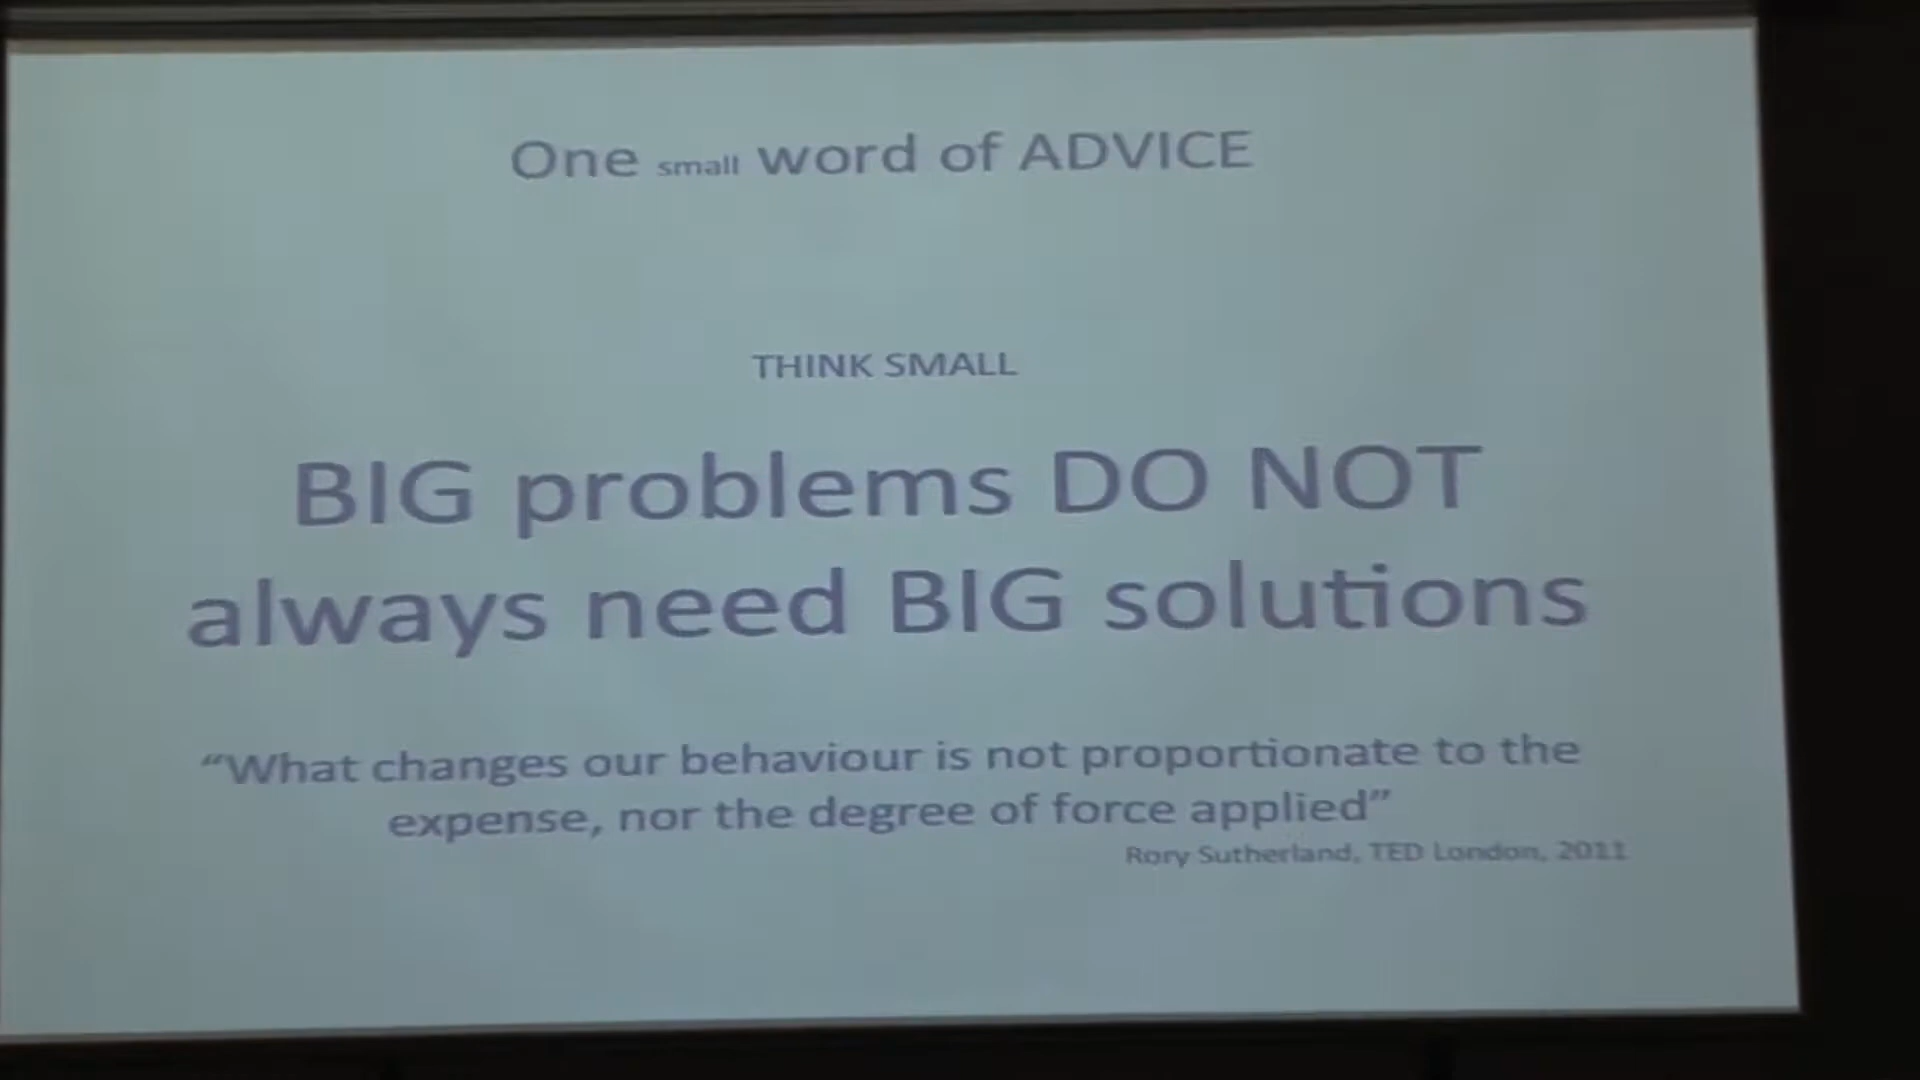 One small word of ADVICE
THINK SMALL
BIG problems DO NOT
always need BIG solutions
“What changes our behaviour is not proportionate to the
expense, nor the degree of force applied”
Rory Sutherland, TED London, 2011